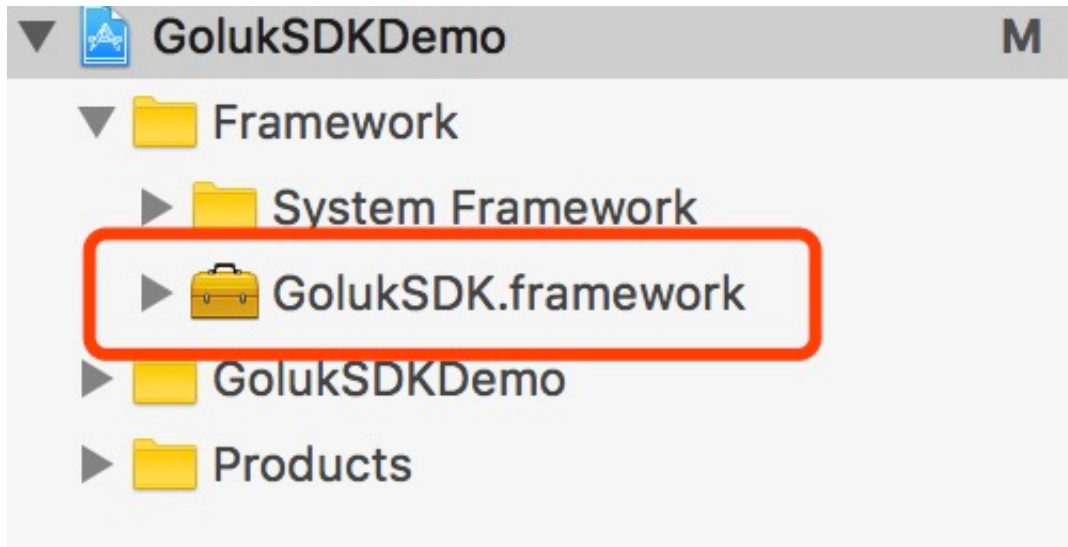 GolukSDKDemo M
Framework
System Framework
GolukSDK.framework
GolukSDKDemo
Products